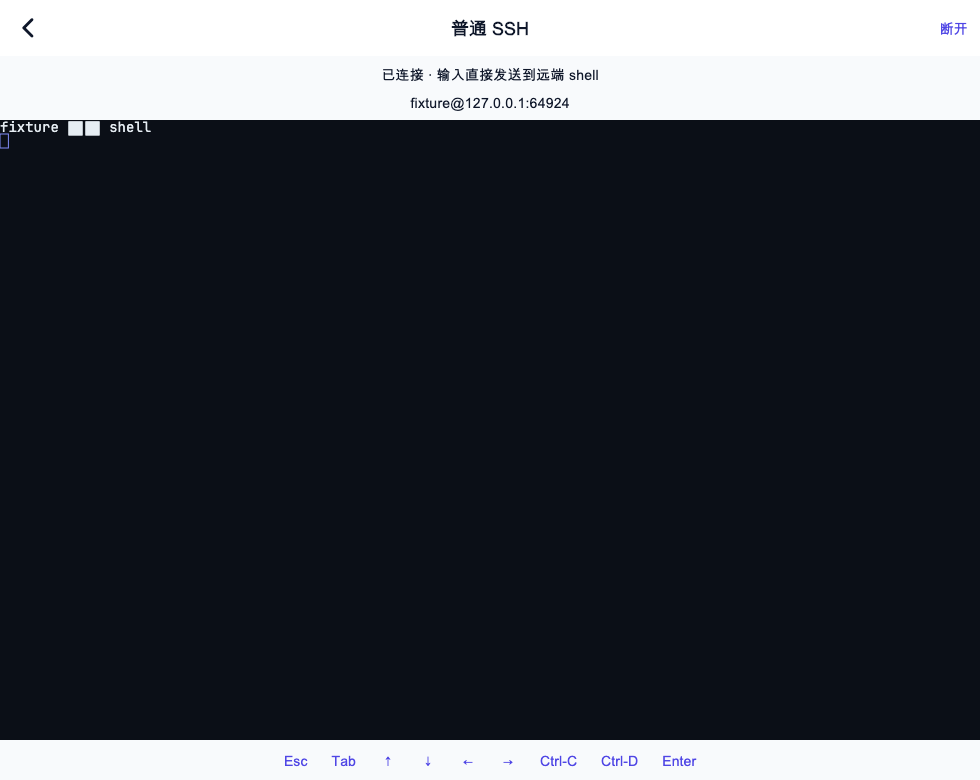 普通 SSH
断开
已连接 · 输入直接发送到远端 shell
fixture@127.0.0.1:64924
fixture shell
Esc Tab ↑ ↓ ← → Ctrl-C Ctrl-D Enter